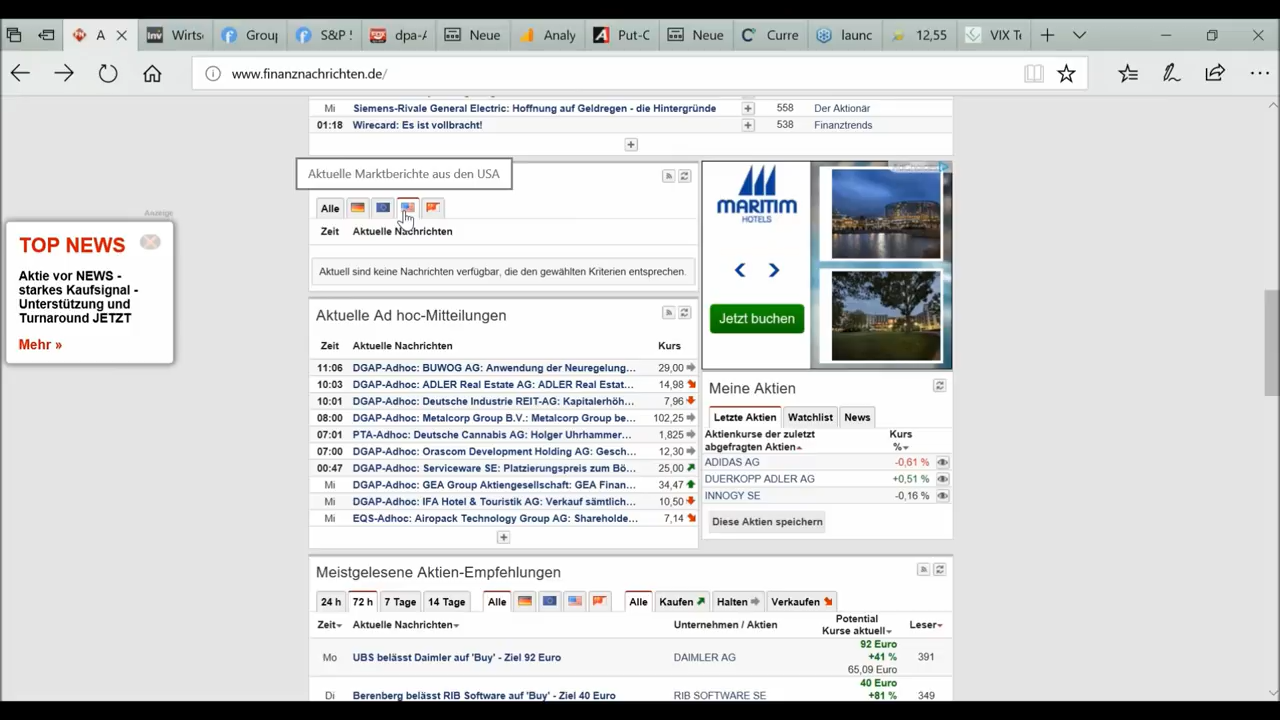 A
Wirts
Grou
S&P
dpa-A
Neue
Analy
Put-C
Neue
Curre
launc
12,55
VIX Te
www.finanznachrichten.de/
Mi Siemens-Rivale General Electric: Hoffnung auf Geldregen - die Hintergründe 558 Der Aktionär
01:18 Wirecard: Es ist vollbracht! 538 Finanztrends
Aktuelle Marktberichte aus den USA
Alle
Zeit Aktuelle Nachrichten
Aktuell sind keine Nachrichten verfügbar, die den gewählten Kriterien entsprechen.
Anzeige
TOP NEWS
Aktie vor NEWS -
starkes Kaufsignal -
Unterstützung und
Turnaround JETZT
Mehr »
MARITIM
HOTELS
Jetzt buchen
Aktuelle Ad hoc-Mitteilungen
Zeit Aktuelle Nachrichten Kurs
11:06 DGAP-Adhoc: BUWOG AG: Anwendung der Neuregelung... 29,00
10:03 DGAP-Adhoc: ADLER Real Estate AG: ADLER Real Estat... 14,98
10:01 DGAP-Adhoc: Deutsche Industrie REIT-AG: Kapitalerhöh... 7,96
08:00 DGAP-Adhoc: Metalcorp Group B.V.: Metalcorp Group be... 102,25
07:01 PTA-Adhoc: Deutsche Cannabis AG: Holger Uhrhammer... 1,825
07:00 DGAP-Adhoc: Orascom Development Holding AG: Gesch... 12,30
00:47 DGAP-Adhoc: Serviceware SE: Platzierungspreis zum Bö... 25,00
Mi DGAP-Adhoc: GEA Group Aktiengesellschaft: GEA Finan... 34,47
Mi DGAP-Adhoc: IFA Hotel & Touristik AG: Verkauf sämtlich... 10,50
Mi EQS-Adhoc: Airopack Technology Group AG: Shareholde... 7,14
Meine Aktien
Letzte Aktien Watchlist News
Aktienkurse der zuletzt Kurs
abgefragten Aktien %
ADIDAS AG -0,61 %
DUERKOPP ADLER AG +0,51 %
INNOGY SE -0,16 %
Diese Aktien speichern
Meistgelesene Aktien-Empfehlungen
24 h 72 h 7 Tage 14 Tage Alle Alle Kaufen Halten Verkaufen
Potential
Zeit Aktuelle Nachrichten Unternehmen / Aktien Kurse aktuell Leser
92 Euro
Mo UBS belässt Daimler auf 'Buy' - Ziel 92 Euro DAIMLER AG +41 % 391
65,09 Euro
40 Euro
Di Berenberg belässt RIB Software auf 'Buy' - Ziel 40 Euro RIB SOFTWARE SE +81 % 349